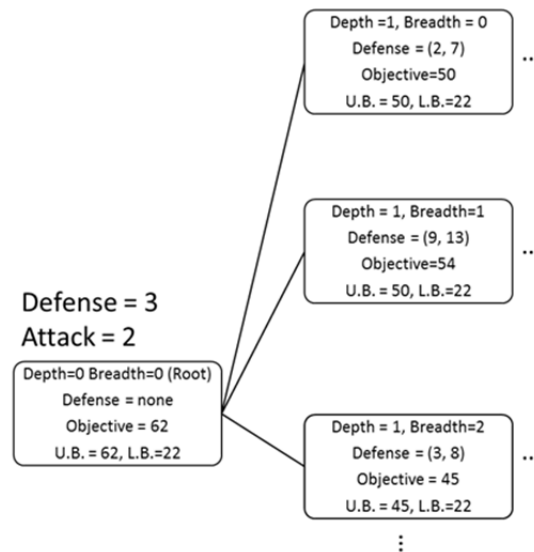 Depth =1, Breadth = 0
Defense = (2, 7)
Objective=50
U.B. = 50, L.B.=22
..
Depth = 1, Breadth=1
Defense = (9, 13)
Objective=54
U.B. = 50, L.B.=22
..
Defense = 3
Attack = 2
Depth=0 Breadth=0 (Root)
Defense = none
Objective = 62
U.B. = 62, L.B.=22
Depth = 1, Breadth=2
Defense = (3, 8)
Objective = 45
U.B. = 45, L.B.=22
..
⋮